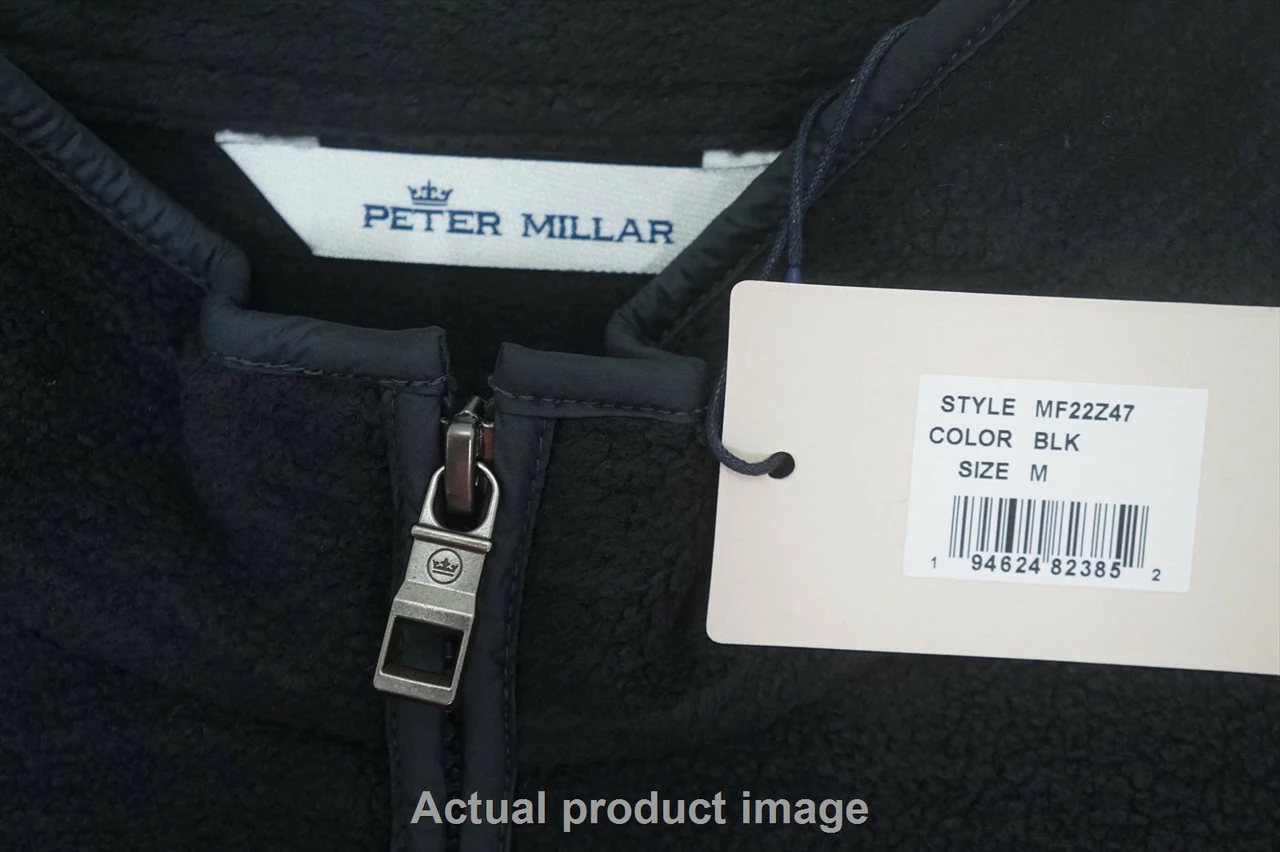 PETER MILLAR
STYLE MF22Z47
COLOR BLK
SIZE M
1 94624 82385 2
Actual product image